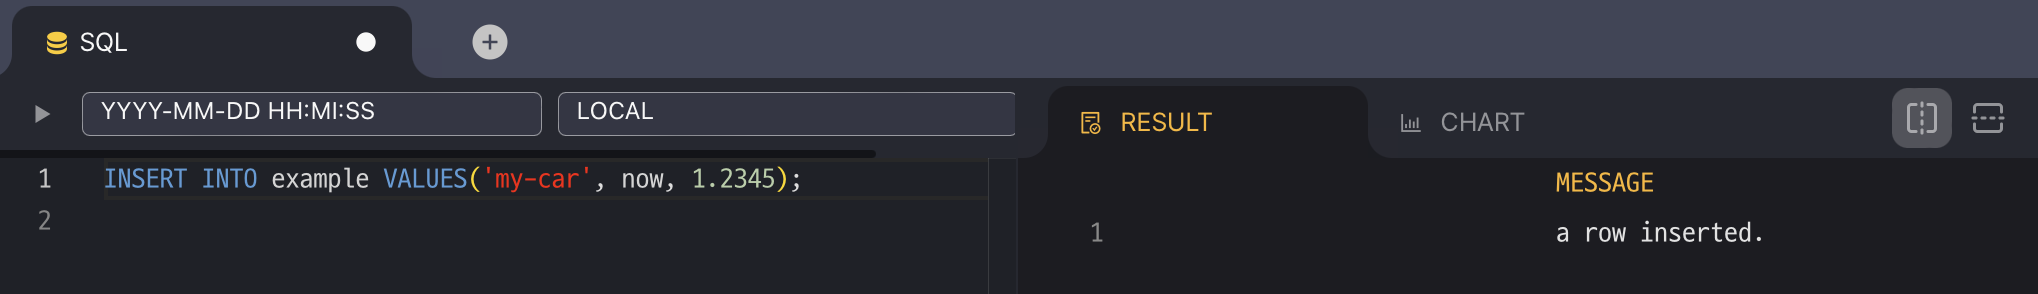 SQL
YYYY-MM-DD HH:MI:SS
LOCAL
RESULT
CHART
1 INSERT INTO example VALUES('my-car', now, 1.2345);
2
MESSAGE
1 a row inserted.